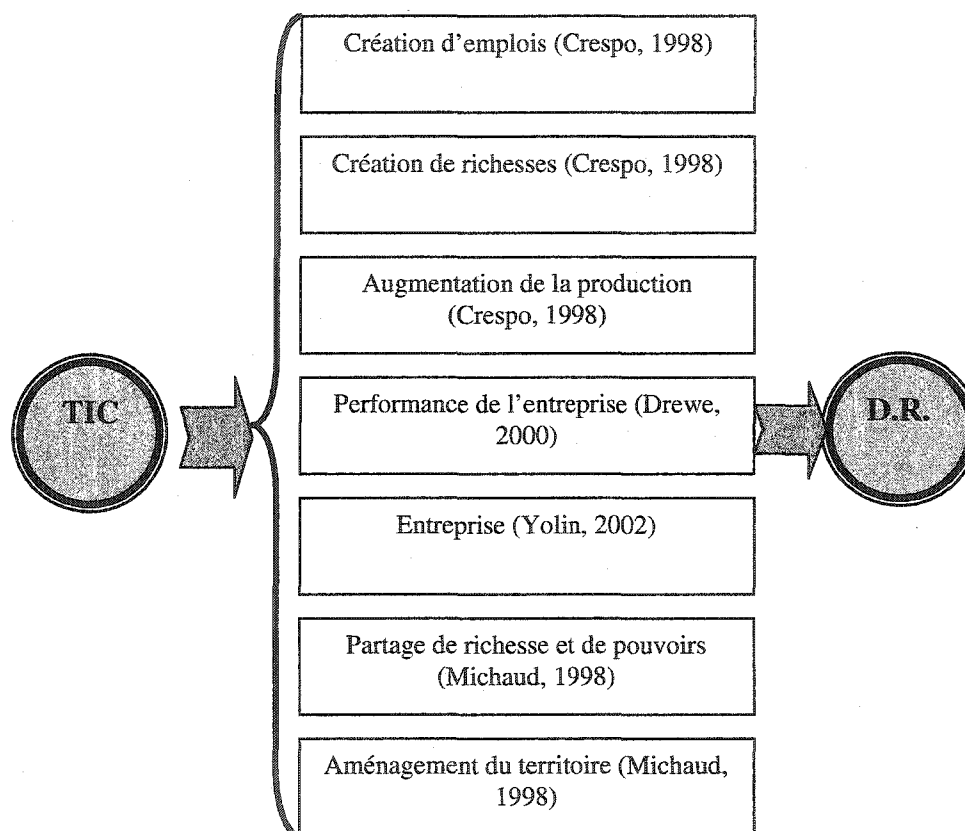 Création d'emplois (Crespo, 1998)
Création de richesses (Crespo, 1998)
Augmentation de la production
(Crespo, 1998)
TIC
Performance de l'entreprise (Drewe,
2000)
D.R.
Entreprise (Yolin, 2002)
Partage de richesse et de pouvoirs
(Michaud, 1998)
Aménagement du territoire (Michaud,
1998)